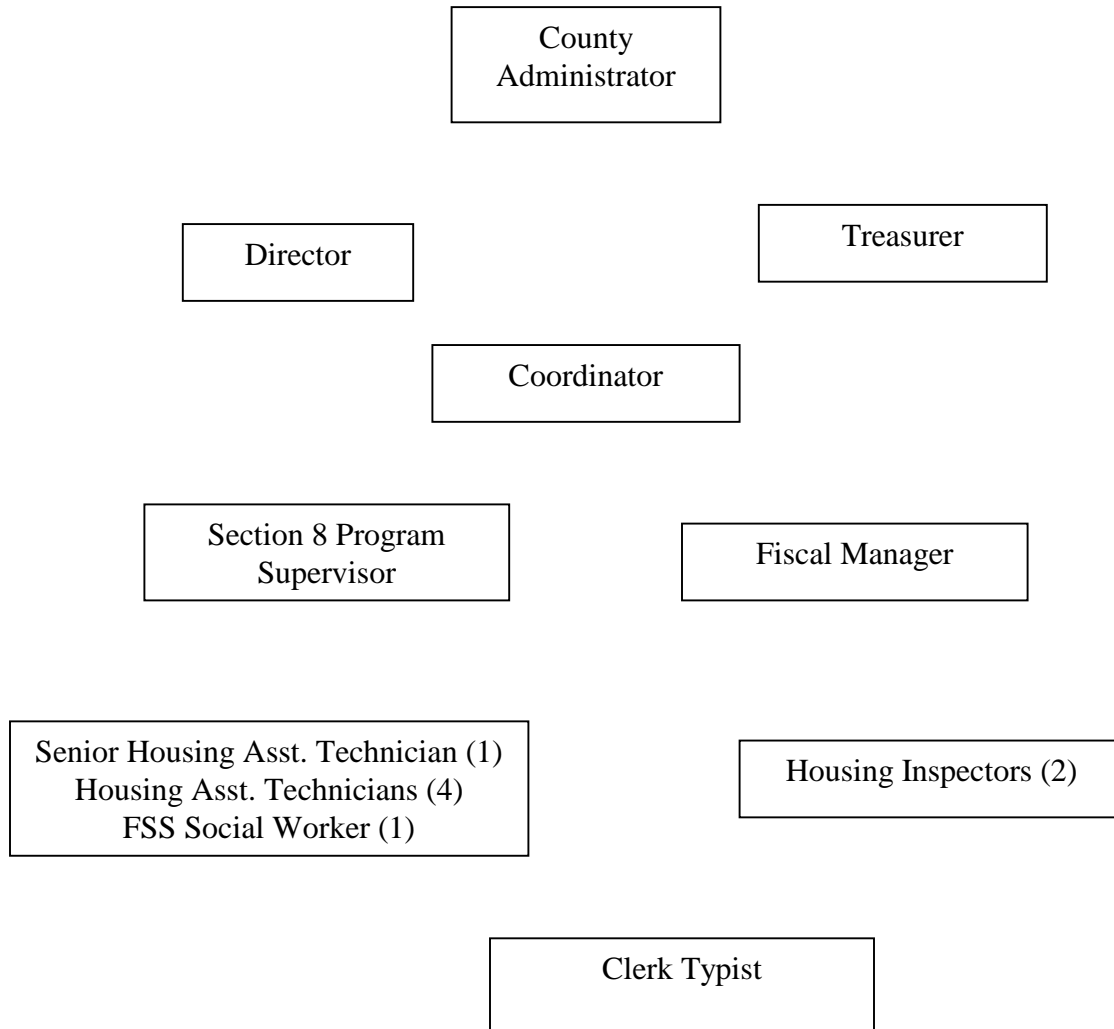 County
Administrator
Director
Treasurer
Coordinator
Section 8 Program
Supervisor
Fiscal Manager
Senior Housing Asst. Technician (1)
Housing Asst. Technicians (4)
FSS Social Worker (1)
Housing Inspectors (2)
Clerk Typist